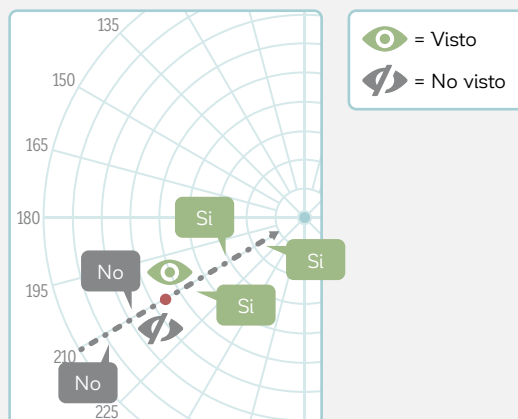 135
150
165
180
195
210
225
Si
Si
Si
No
No
= Visto
= No visto